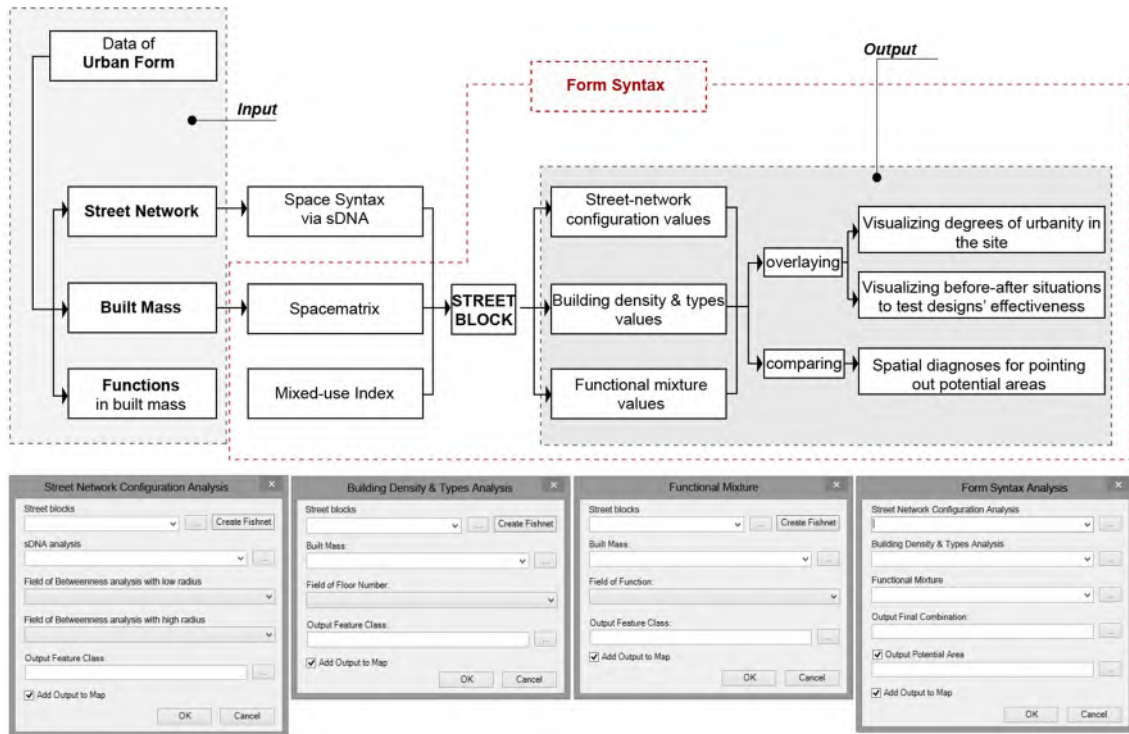 Data of
Urban Form
Output
Form Syntax
Input
Street Network
Space Syntax
via sDNA
Street-network
configuration values
Visualizing degrees of urbanity in
the site
overlaying
Built Mass
Spacematrix
STREET
BLOCK
Building density & types
values
Visualizing before-after situations
to test designs' effectiveness
comparing
Spatial diagnoses for pointing
out potential areas
Functions
in built mass
Mixed-use Index
Functional mixture
values
Street Network Configuration Analysis
Street blocks
... Create Fishnet
sDNA analysis
...
Field of Betweenness analysis with low radius
Field of Betweenness analysis with high radius
Output Feature Class:
...
Add Output to Map
OK Cancel
Building Density & Types Analysis
Street blocks
... Create Fishnet
Built Mass:
...
Field of Floor Number:
Output Feature Class:
...
Add Output to Map
OK Cancel
Functional Mixture
Street blocks
... Create Fishnet
Built Mass:
...
Field of Function:
Output Feature Class:
...
Add Output to Map
OK Cancel
Form Syntax Analysis
Street Network Configuration Analysis
...
Building Density & Types Analysis
...
Functional Mixture
...
Output Final Combination:
...
Output Potential Area
...
Add Output to Map
OK Cancel